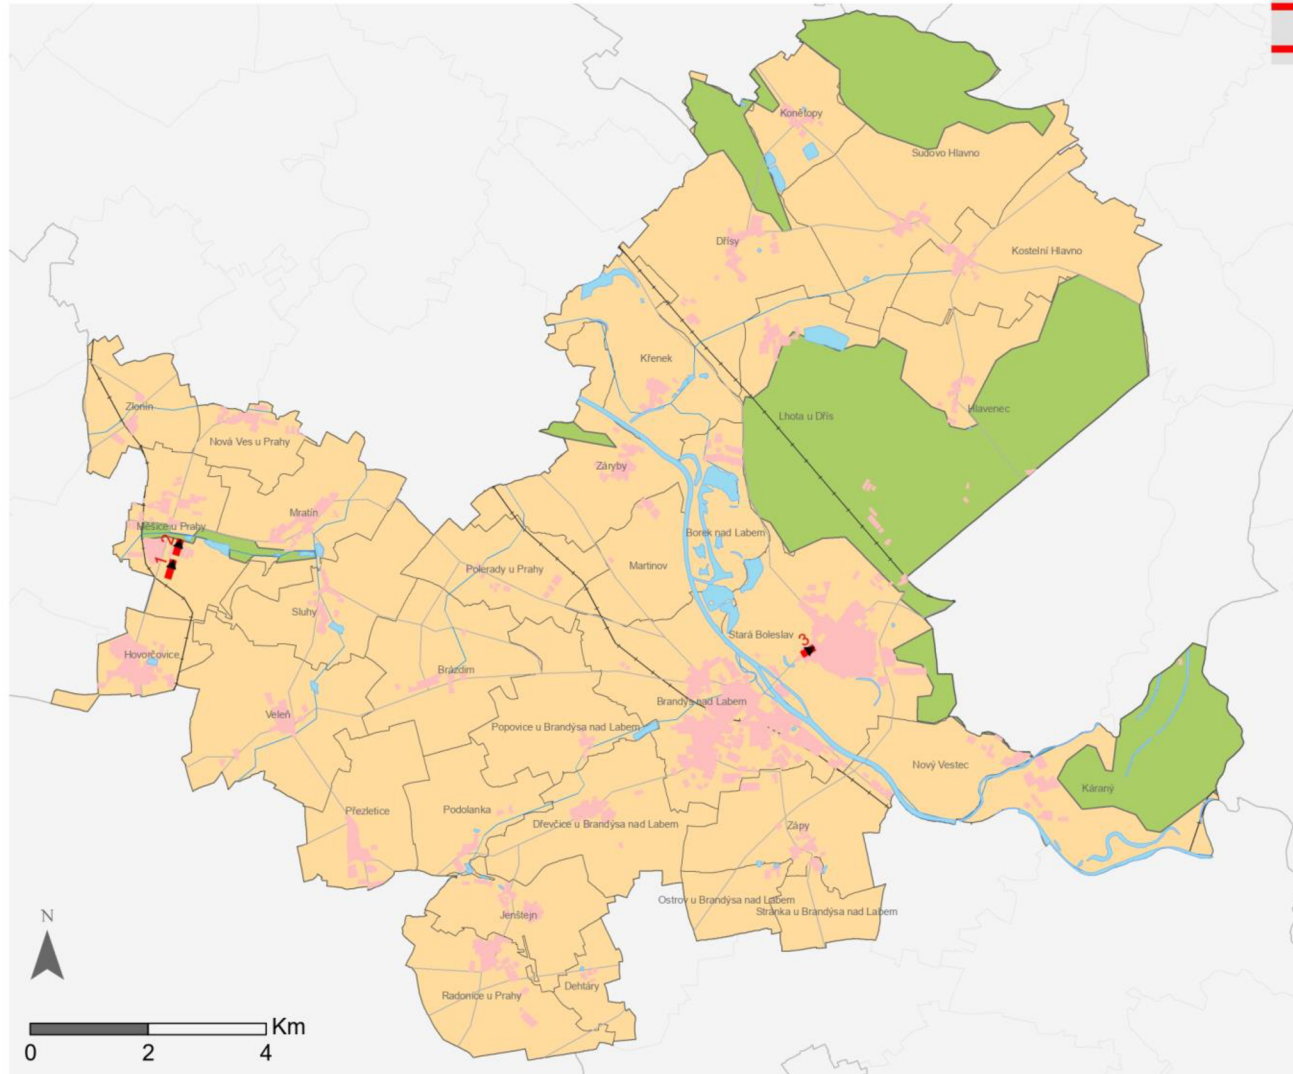 Konětopy
Sudovo Hlavno
Dřísy
Kostelní Hlavno
Křenek
Zlonín
Lhota u Dřís
Hlavenec
Nová Ves u Prahy
Záryby
Mratín
Měšice u Prahy
Borek nad Labem
2
1
Polerady u Prahy
Martinov
Sluhy
Stará Boleslav
3
Hovorčovice
Brázdim
Brandýs nad Labem
Veleň
Popovice u Brandýsa nad Labem
Nový Vestec
Káraný
Přezletice
Podolanka
Dřevčice u Brandýsa nad Labem
Zápy
Ostrov u Brandýsa nad Labem
Stránka u Brandýsa nad Labem
N
Jenštejn
Dehtáry
Radonice u Prahy
Km
0 2 4